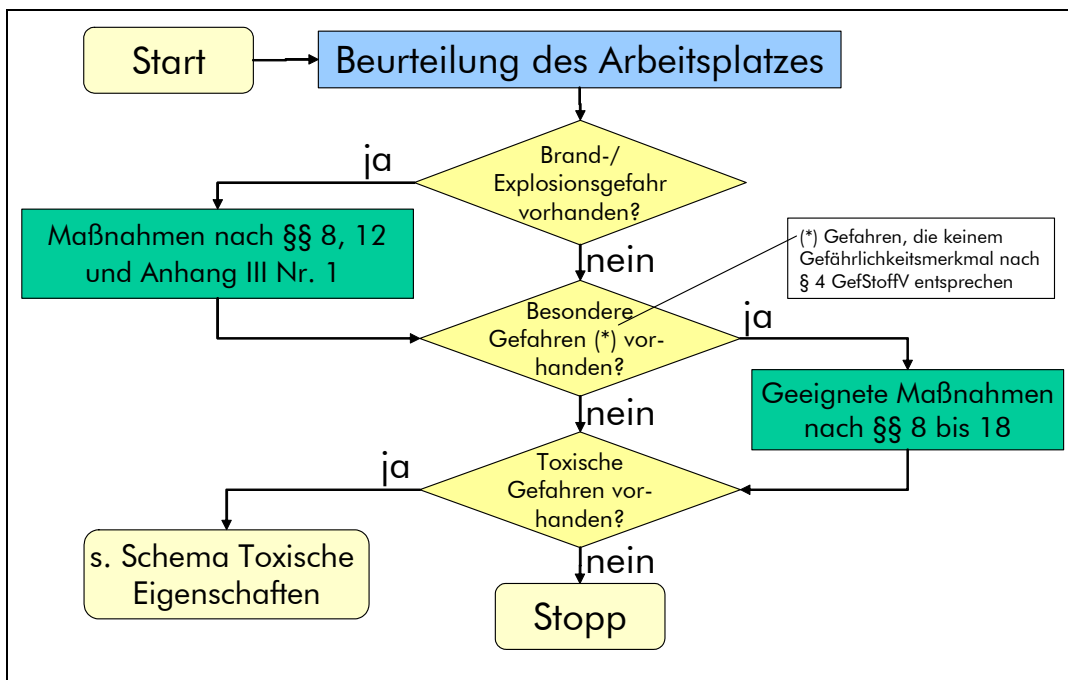 Start
Beurteilung des Arbeitsplatzes
ja
Brand-/
Explosionsgefahr
vorhanden?
Maßnahmen nach §§ 8, 12
und Anhang III Nr. 1
nein
(*) Gefahren, die keinem
Gefährlichkeitsmerkmal nach
§ 4 GefStoffV entsprechen
Besondere
Gefahren (*) vor-
handen?
ja
Geeignete Maßnahmen
nach §§ 8 bis 18
nein
ja
Toxische
Gefahren vor-
handen?
s. Schema Toxische
Eigenschaften
nein
Stopp